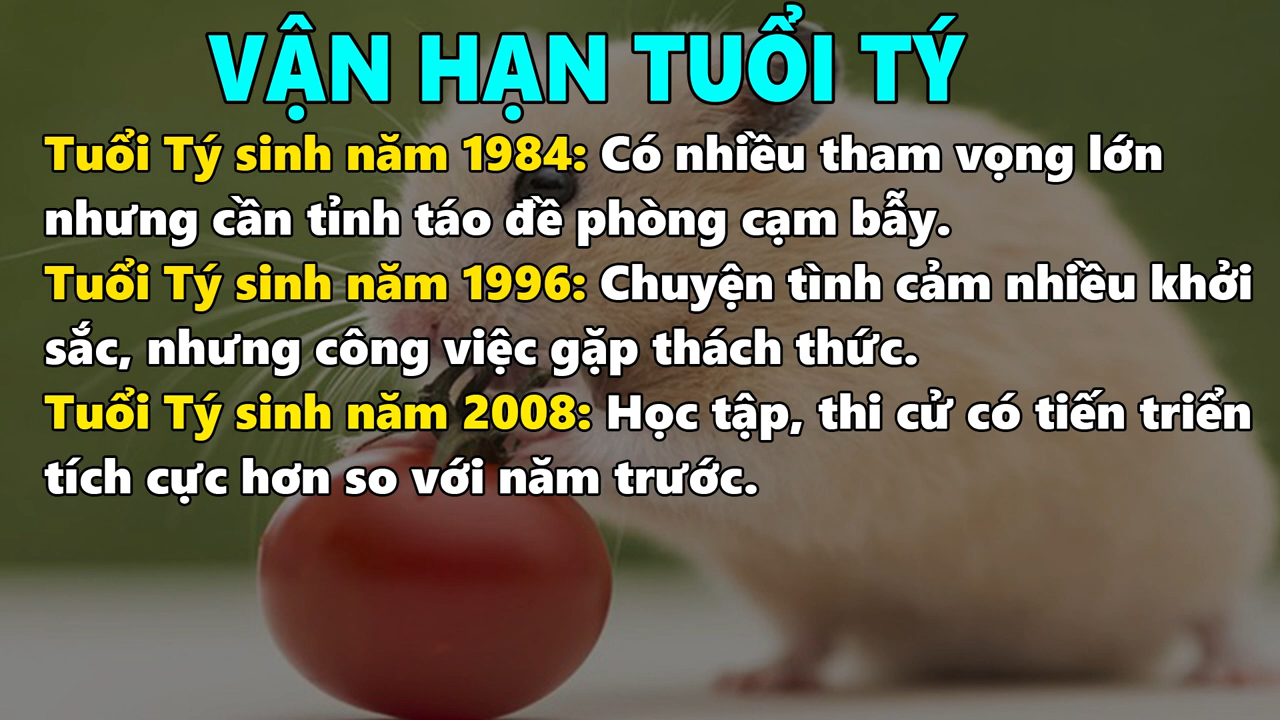 VẬN HẠN TUỔI TÝ
Tuổi Tý sinh năm 1984: Có nhiều tham vọng lớn
nhưng cần tỉnh táo đề phòng cạm bẫy.
Tuổi Tý sinh năm 1996: Chuyện tình cảm nhiều khởi
sắc, nhưng công việc gặp thách thức.
Tuổi Tý sinh năm 2008: Học tập, thi cử có tiến triển
tích cực hơn so với năm trước.